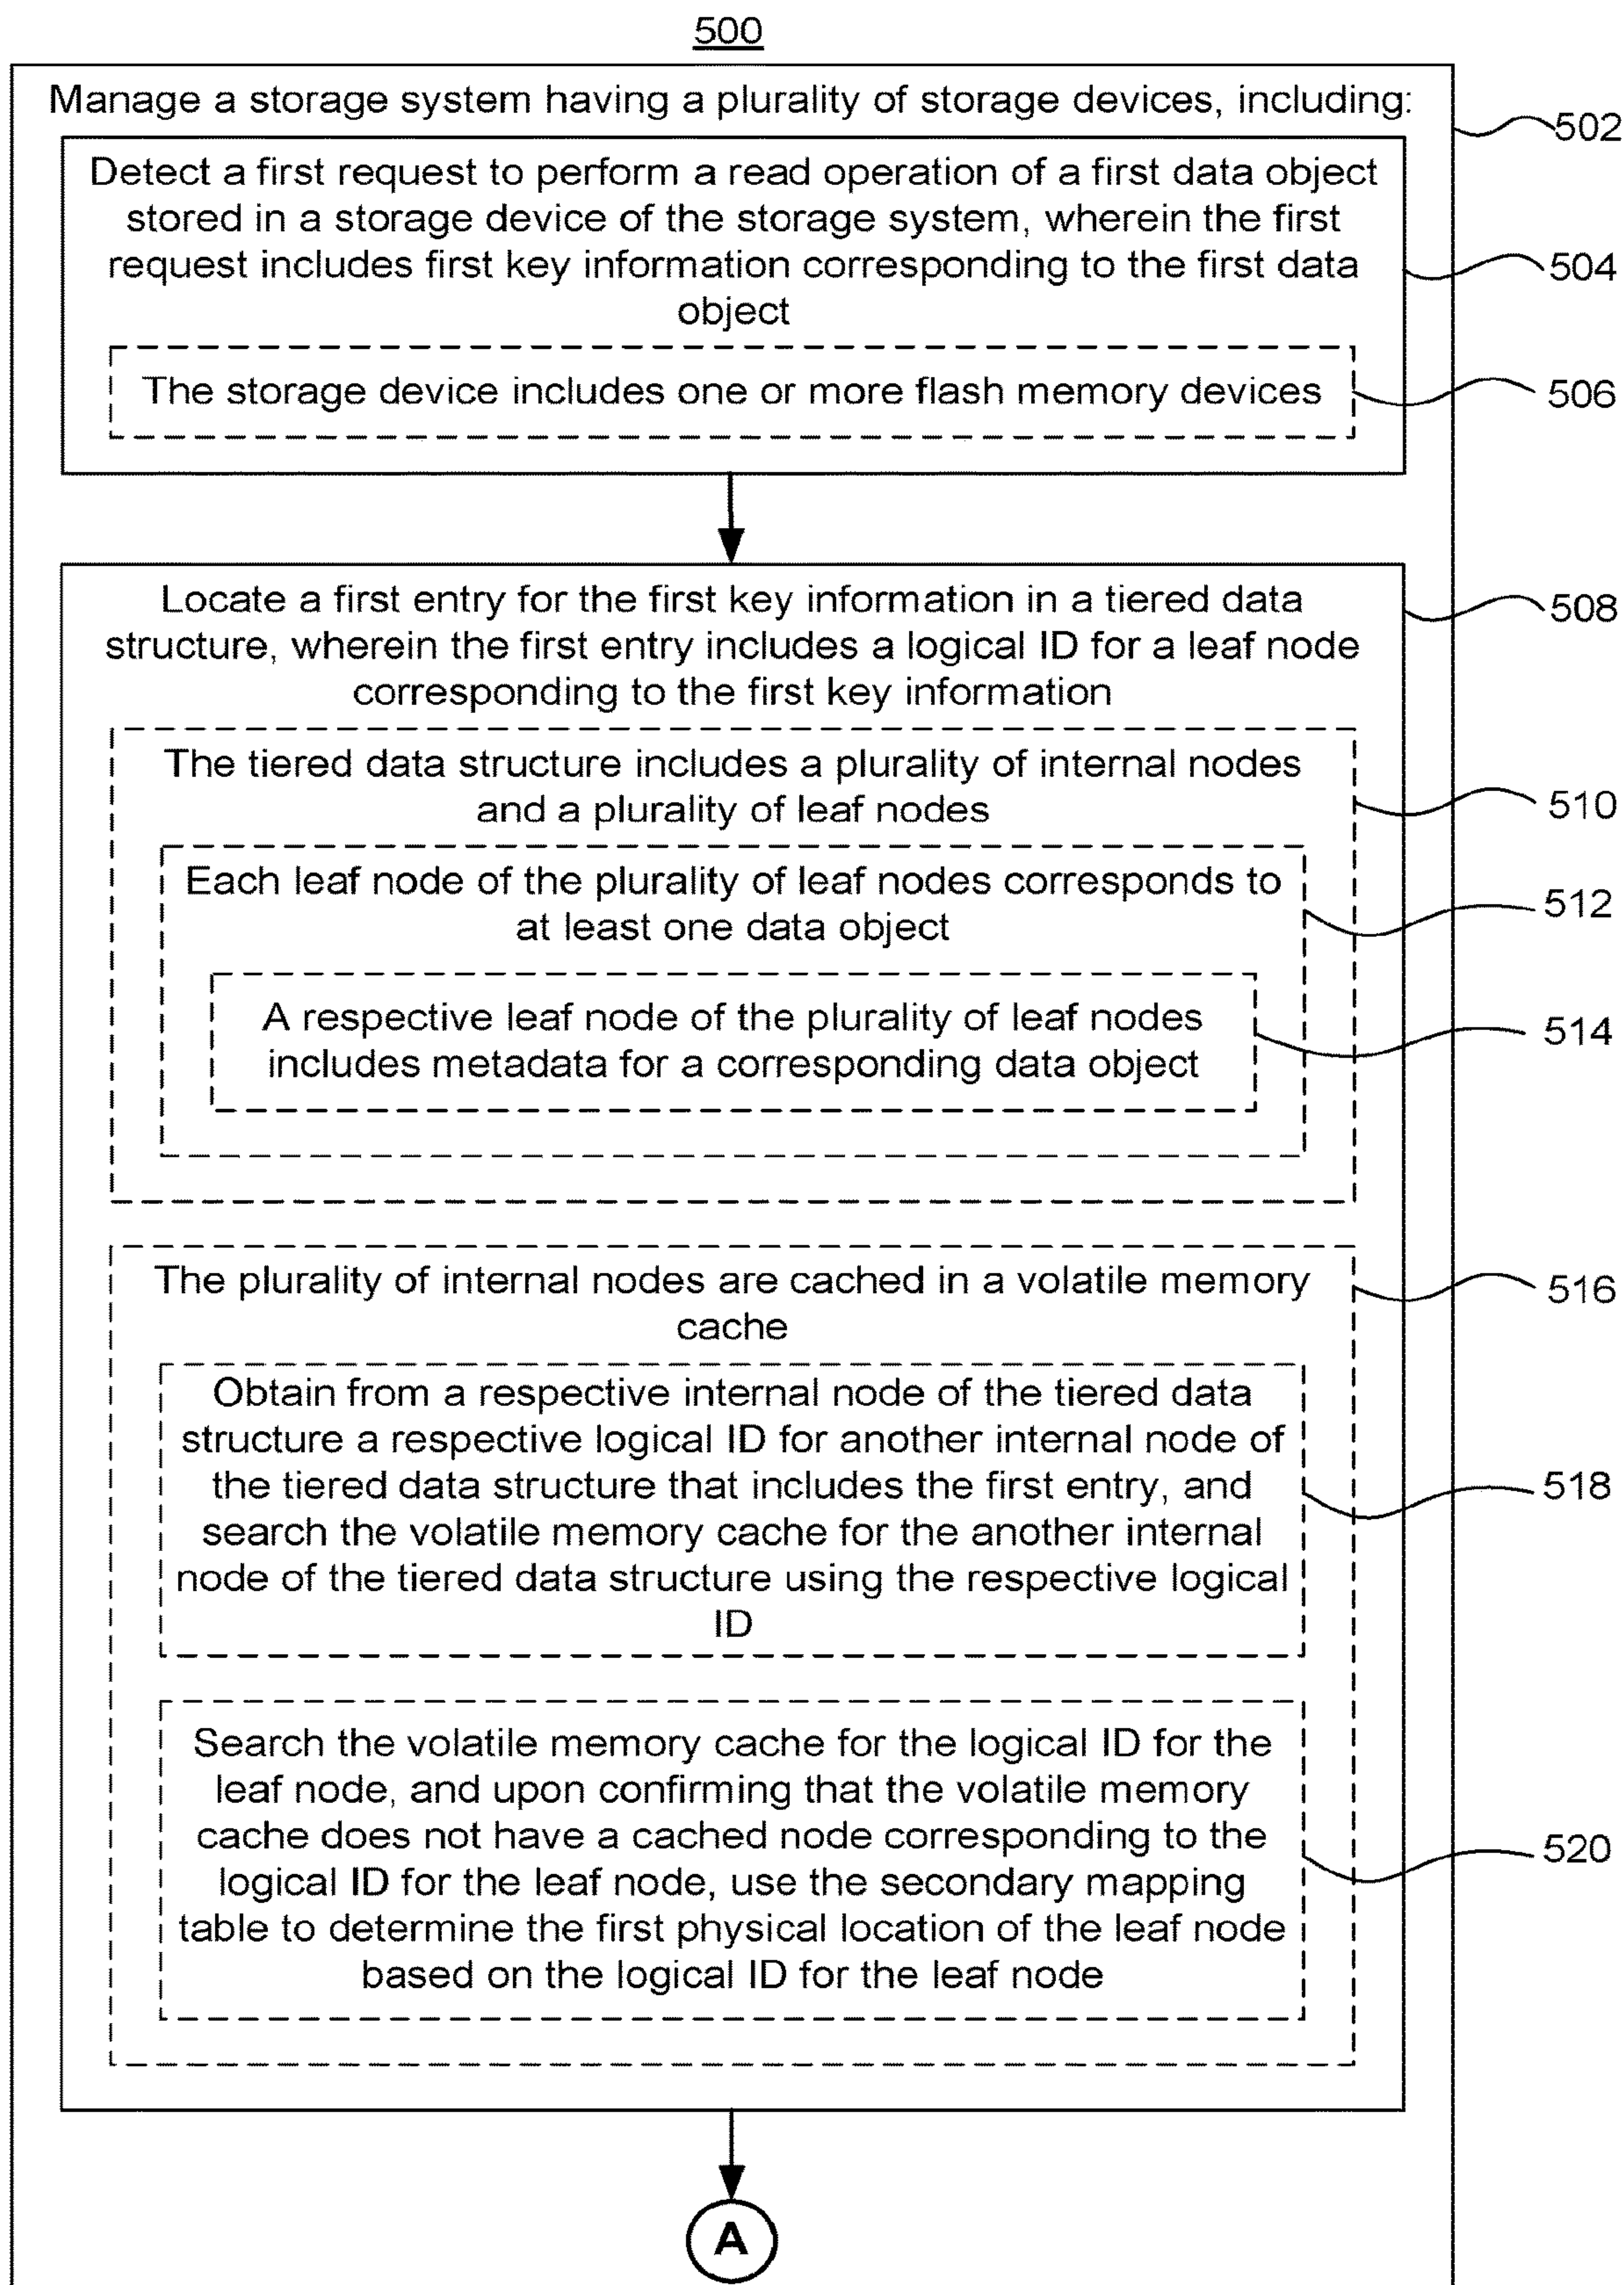 500
Manage a storage system having a plurality of storage devices, including:
502
Detect a first request to perform a read operation of a first data object
stored in a storage device of the storage system, wherein the first
request includes first key information corresponding to the first data
object
504
The storage device includes one or more flash memory devices
506
Locate a first entry for the first key information in a tiered data
structure, wherein the first entry includes a logical ID for a leaf node
corresponding to the first key information
508
The tiered data structure includes a plurality of internal nodes
and a plurality of leaf nodes
510
Each leaf node of the plurality of leaf nodes corresponds to
at least one data object
512
A respective leaf node of the plurality of leaf nodes
includes metadata for a corresponding data object
514
The plurality of internal nodes are cached in a volatile memory
cache
516
Obtain from a respective internal node of the tiered data
structure a respective logical ID for another internal node of
the tiered data structure that includes the first entry, and
search the volatile memory cache for the another internal
node of the tiered data structure using the respective logical
ID
518
Search the volatile memory cache for the logical ID for the
leaf node, and upon confirming that the volatile memory
cache does not have a cached node corresponding to the
logical ID for the leaf node, use the secondary mapping
table to determine the first physical location of the leaf node
based on the logical ID for the leaf node
520
A